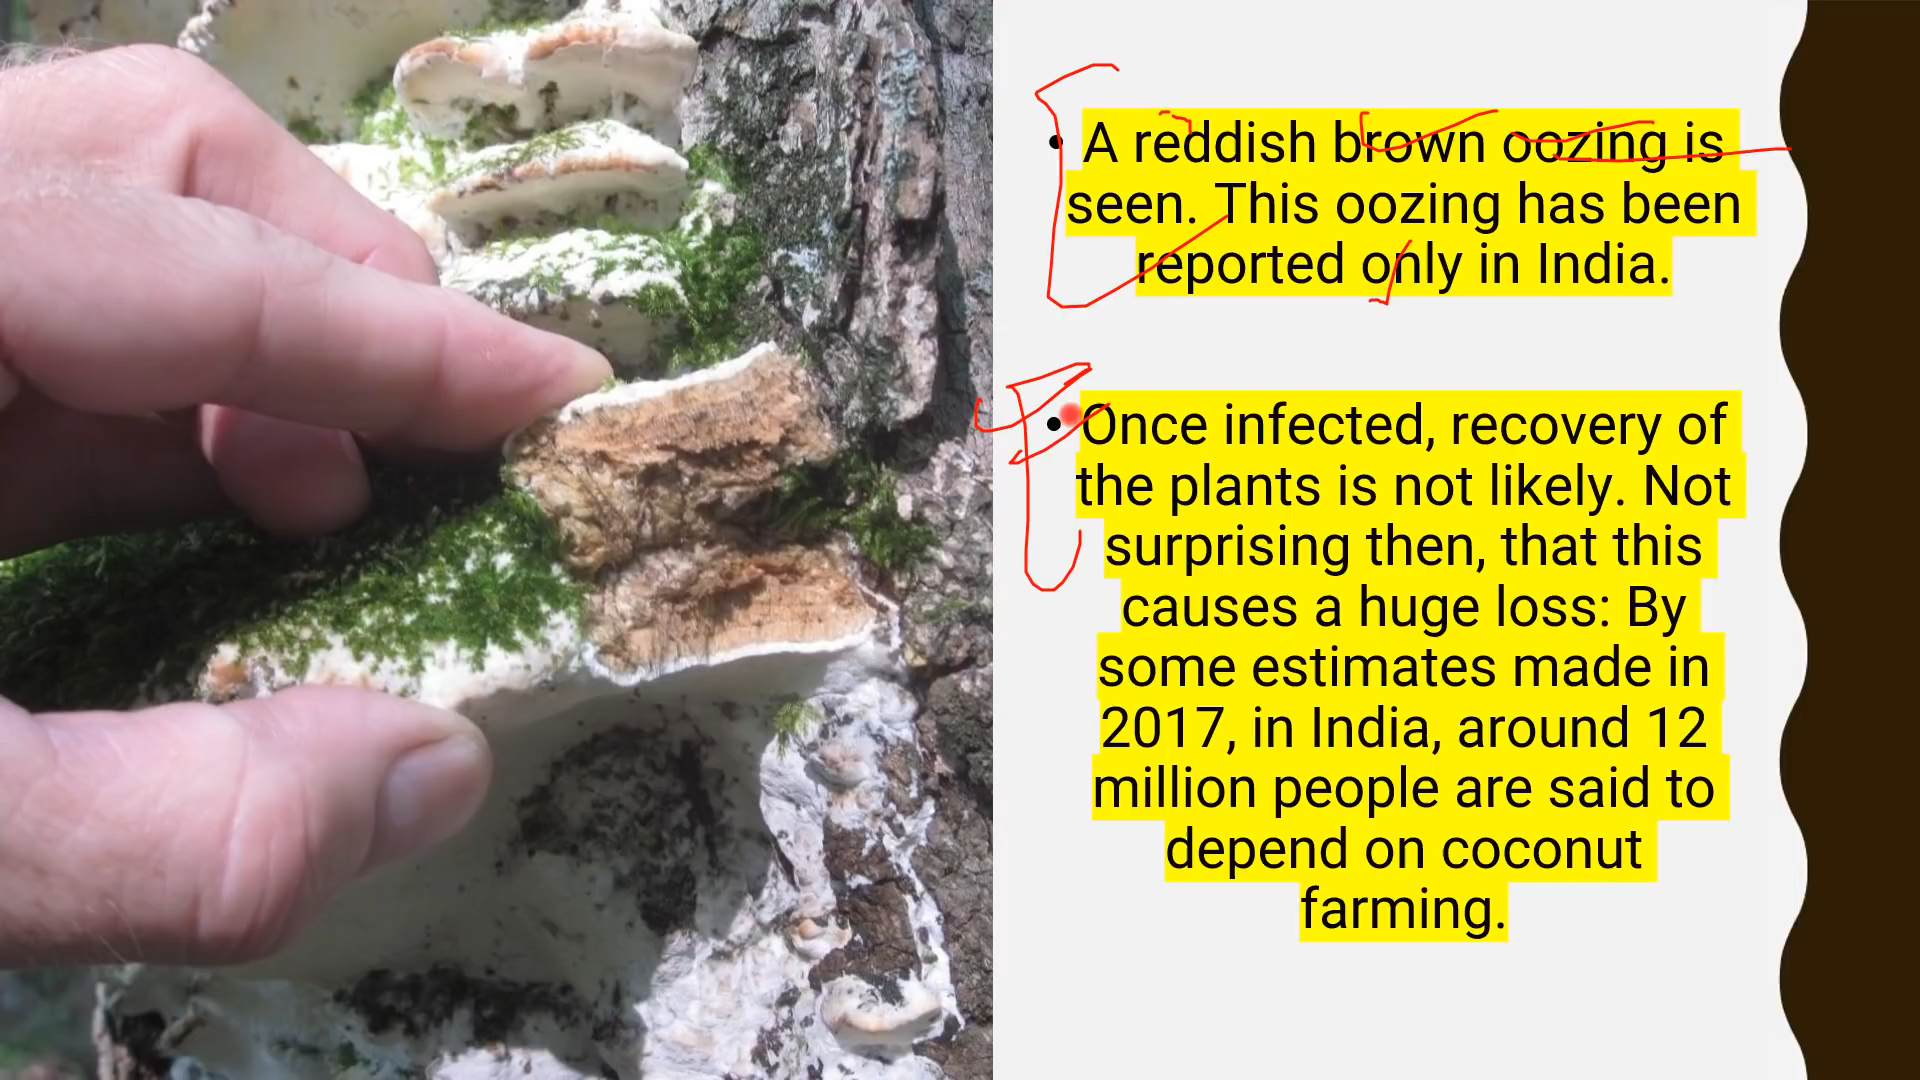 • A reddish brown oozing is
seen. This oozing has been
reported only in India.
• Once infected, recovery of
the plants is not likely. Not
surprising then, that this
causes a huge loss: By
some estimates made in
2017, in India, around 12
million people are said to
depend on coconut
farming.